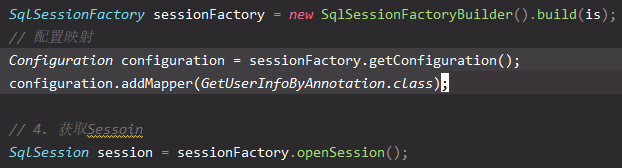 SqlSessionFactory sessionFactory = new SqlSessionFactoryBuilder().build(is);
// 配置映射
Configuration configuration = sessionFactory.getConfiguration();
configuration.addMapper(GetUserInfoByAnnotation.class);
// 4. 获取Sessoin
SqlSession session = sessionFactory.openSession();